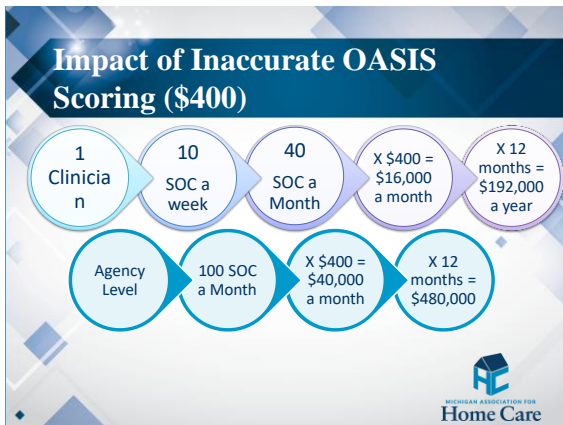 Impact of Inaccurate OASIS
Scoring ($400)
1
Clinicia
n
10
SOC a
week
40
SOC a
Month
X $400 =
$16,000
a month
X 12
months =
$192,000
a year
Agency
Level
100 SOC
a Month
X $400 =
$40,000
a month
X 12
months =
$480,000
HC
MICHIGAN ASSOCIATION FOR
Home Care